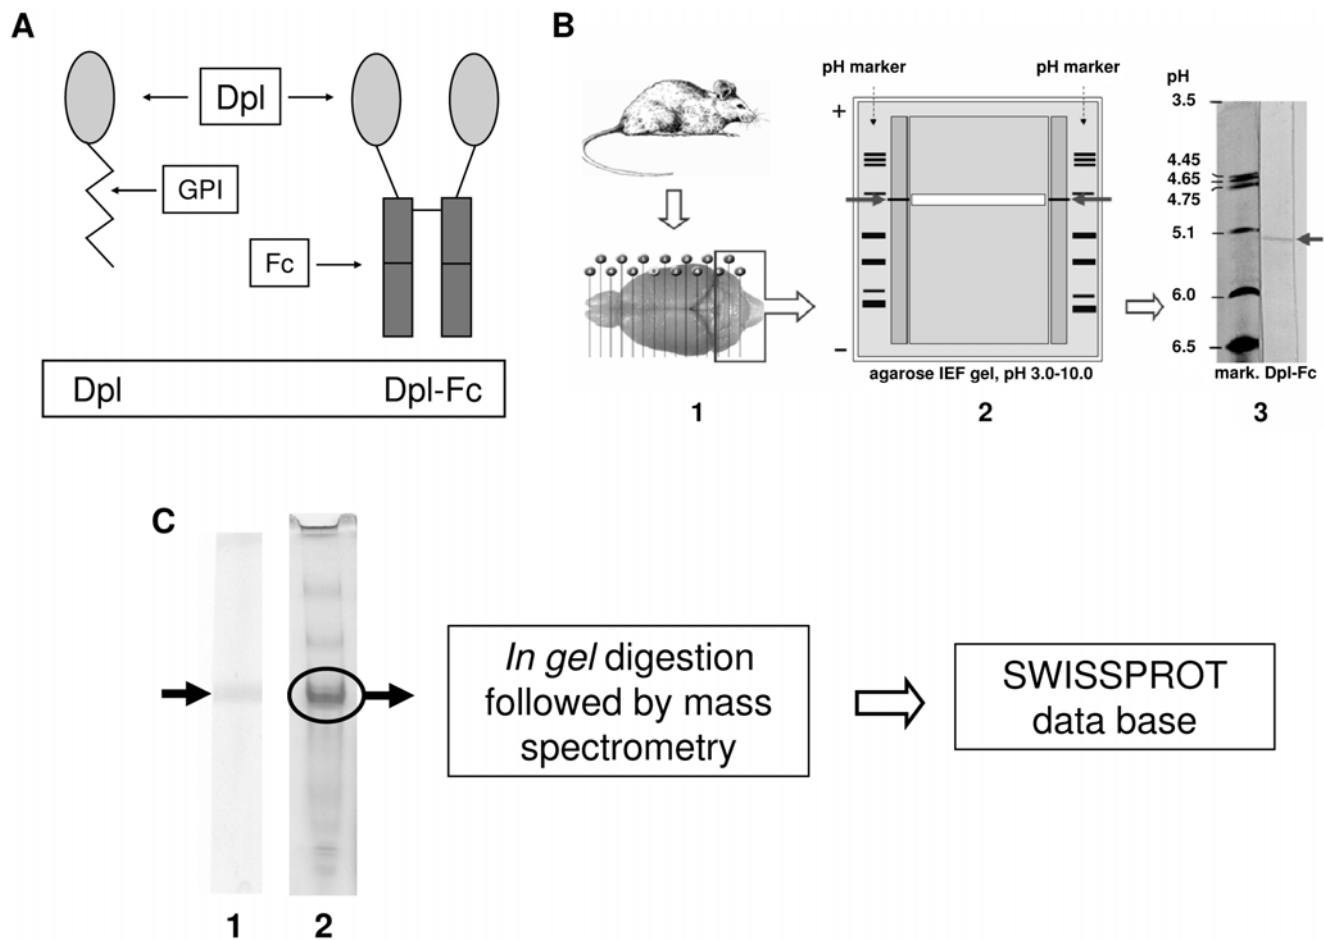 A
Dpl
GPI
Fc
Dpl Dpl-Fc
B
pH marker pH marker
+
−
agarose IEF gel, pH 3.0-10.0
pH
3.5
4.45
4.65
4.75
5.1
6.0
6.5
mark. Dpl-Fc
1 2 3
C
In gel digestion
followed by mass
spectrometry
SWISSPROT
data base
1 2